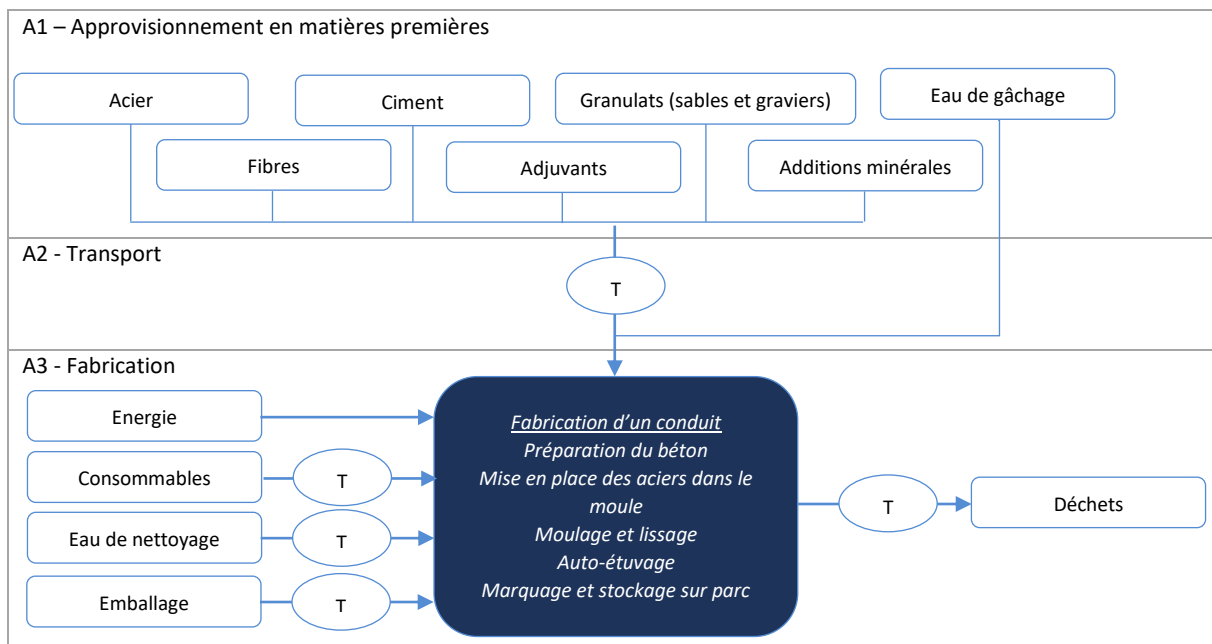 A1 – Approvisionnement en matières premières
Acier
Ciment
Granulats (sables et graviers)
Eau de gâchage
Fibres
Adjuvants
Additions minérales
A2 - Transport
T
A3 - Fabrication
Energie
Consommables
T
Eau de nettoyage
T
Emballage
T
Fabrication d’un conduit
Préparation du béton
Mise en place des aciers dans le
moule
Moulage et lissage
Auto-étuvage
Marquage et stockage sur parc
T
Déchets